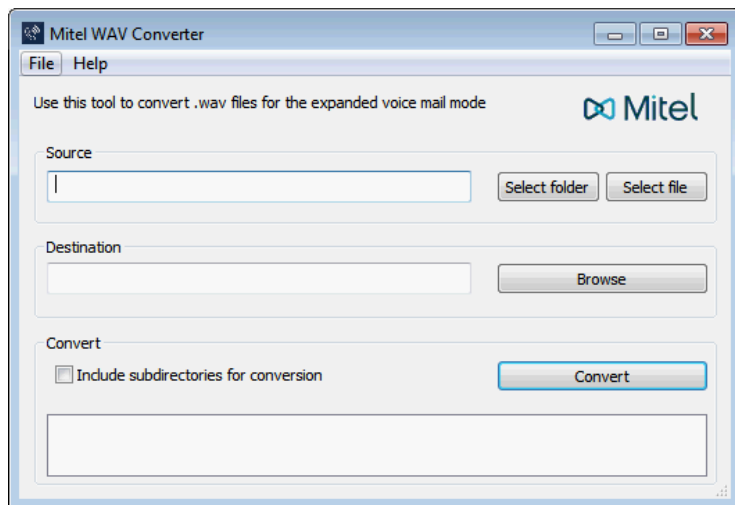 Mitel WAV Converter
File Help
Use this tool to convert .wav files for the expanded voice mail mode
Mitel
Source
Select folder Select file
Destination
Browse
Convert
Include subdirectories for conversion
Convert